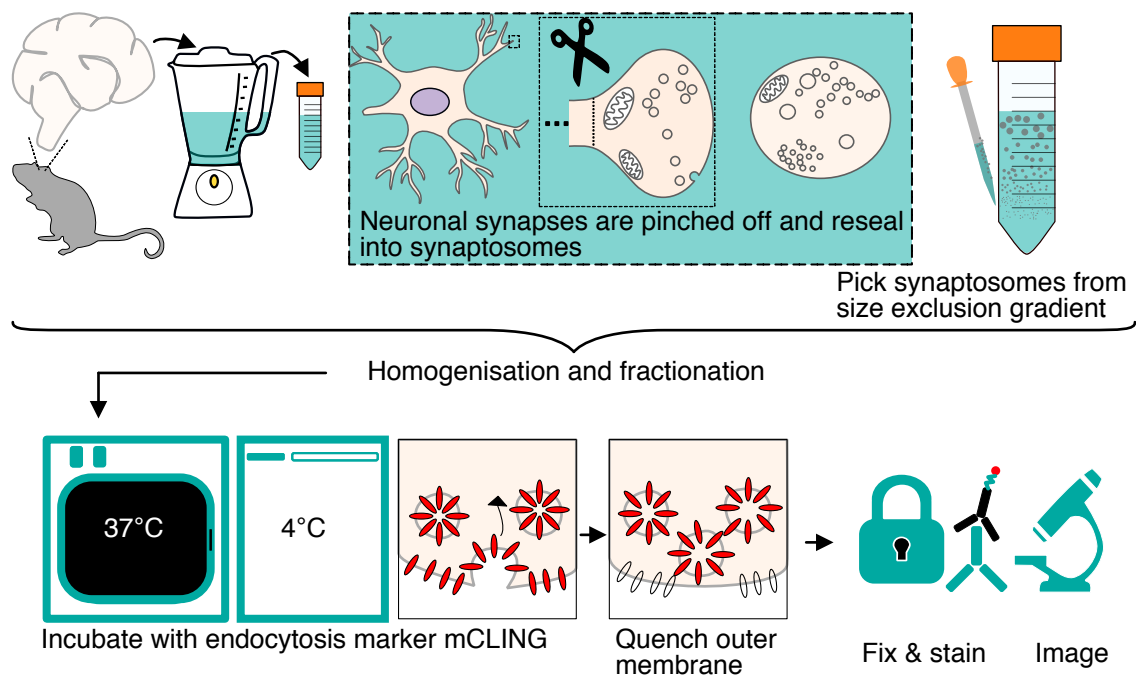 Neuronal synapses are pinched off and reseal
into synaptosomes
Pick synaptosomes from
size exclusion gradient
Homogenisation and fractionation
37°C
4°C
Incubate with endocytosis marker mCLING
Quench outer
membrane
Fix & stain
Image